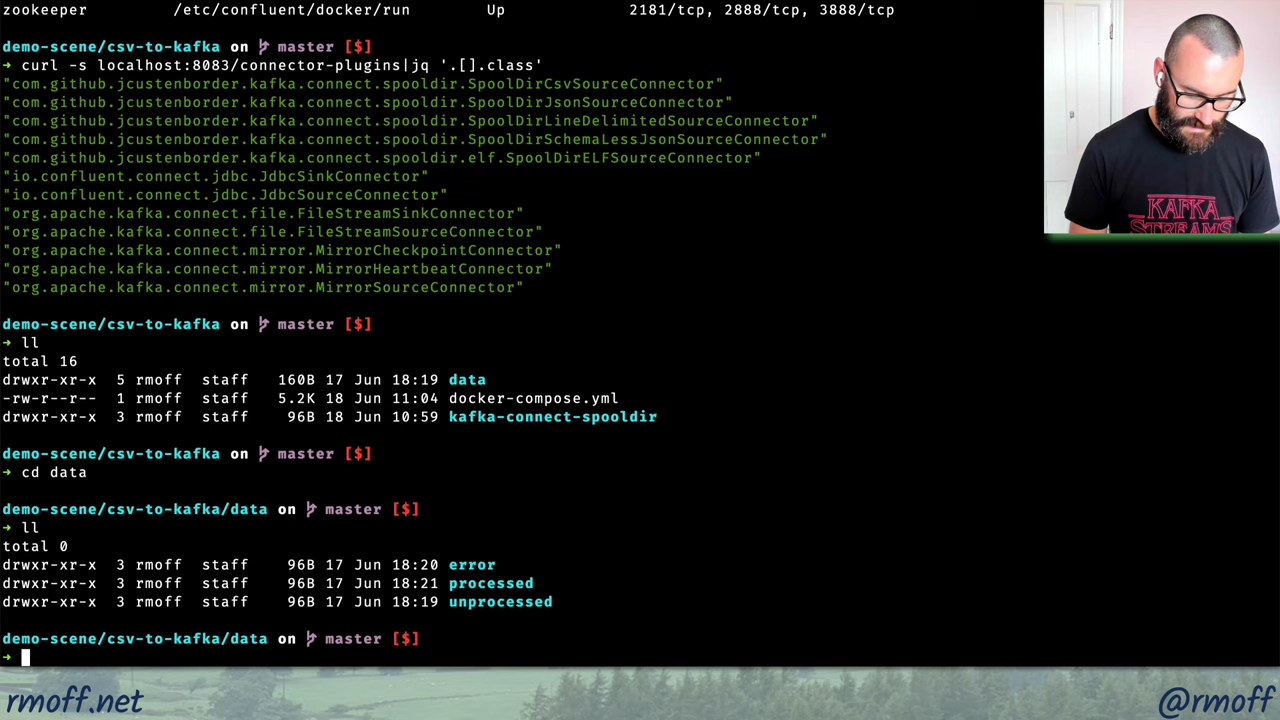 zookeeper /etc/confluent/docker/run Up 2181/tcp, 2888/tcp, 3888/tcp
demo-scene/csv-to-kafka on master [$]
➜ curl -s localhost:8083/connector-plugins|jq '.[].class'
"com.github.jcustenborder.kafka.connect.spooldir.SpoolDirCsvSourceConnector"
"com.github.jcustenborder.kafka.connect.spooldir.SpoolDirJsonSourceConnector"
"com.github.jcustenborder.kafka.connect.spooldir.SpoolDirLineDelimitedSourceConnector"
"com.github.jcustenborder.kafka.connect.spooldir.SpoolDirSchemaLessJsonSourceConnector"
"com.github.jcustenborder.kafka.connect.spooldir.elf.SpoolDirELFSourceConnector"
"io.confluent.connect.jdbc.JdbcSinkConnector"
"io.confluent.connect.jdbc.JdbcSourceConnector"
"org.apache.kafka.connect.file.FileStreamSinkConnector"
"org.apache.kafka.connect.file.FileStreamSourceConnector"
"org.apache.kafka.connect.mirror.MirrorCheckpointConnector"
"org.apache.kafka.connect.mirror.MirrorHeartbeatConnector"
"org.apache.kafka.connect.mirror.MirrorSourceConnector"
demo-scene/csv-to-kafka on master [$]
➜ ll
total 16
drwxr-xr-x 5 rmoff staff 160B 17 Jun 18:19 data
-rw-r--r-- 1 rmoff staff 5.2K 18 Jun 11:04 docker-compose.yml
drwxr-xr-x 3 rmoff staff 96B 18 Jun 10:59 kafka-connect-spooldir
demo-scene/csv-to-kafka on master [$]
➜ cd data
demo-scene/csv-to-kafka/data on master [$]
➜ ll
total 0
drwxr-xr-x 3 rmoff staff 96B 17 Jun 18:20 error
drwxr-xr-x 3 rmoff staff 96B 17 Jun 18:21 processed
drwxr-xr-x 3 rmoff staff 96B 17 Jun 18:19 unprocessed
demo-scene/csv-to-kafka/data on master [$]
➜
KAFKA
STREAMS
rmoff.net
@rmoff